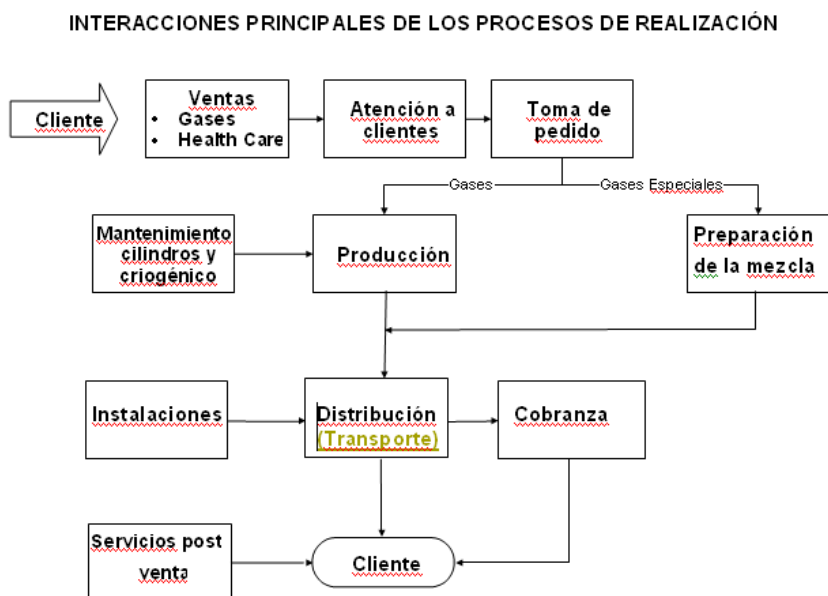 INTERACCIONES PRINCIPALES DE LOS PROCESOS DE REALIZACIÓN
Cliente
Ventas
• Gases
• Health Care
Atención a
clientes
Toma de
pedido
Gases
Gases Especiales
Mantenimiento
cilindros y
criogénico
Producción
Preparación
de la mezcla
Instalaciones
Distribución
(Transporte)
Cobranza
Servicios post
venta
Cliente